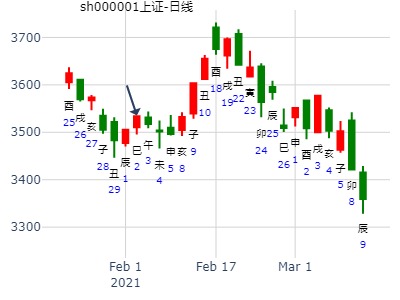 sh000001上证-日线
3700
3600
3500
3400
3300
酉
25
戌
26
亥
27
子
28
丑
29
辰
1
巳
2
午
3
未
4
申
5
亥
8
子
9
丑
10
酉
18
戌
19
丑
22
寅
23
卯
24
辰
25
巳
26
申
1
酉
2
戌
3
亥
4
子
5
卯
8
辰
9
Feb 1
2021
Feb 17
Mar 1